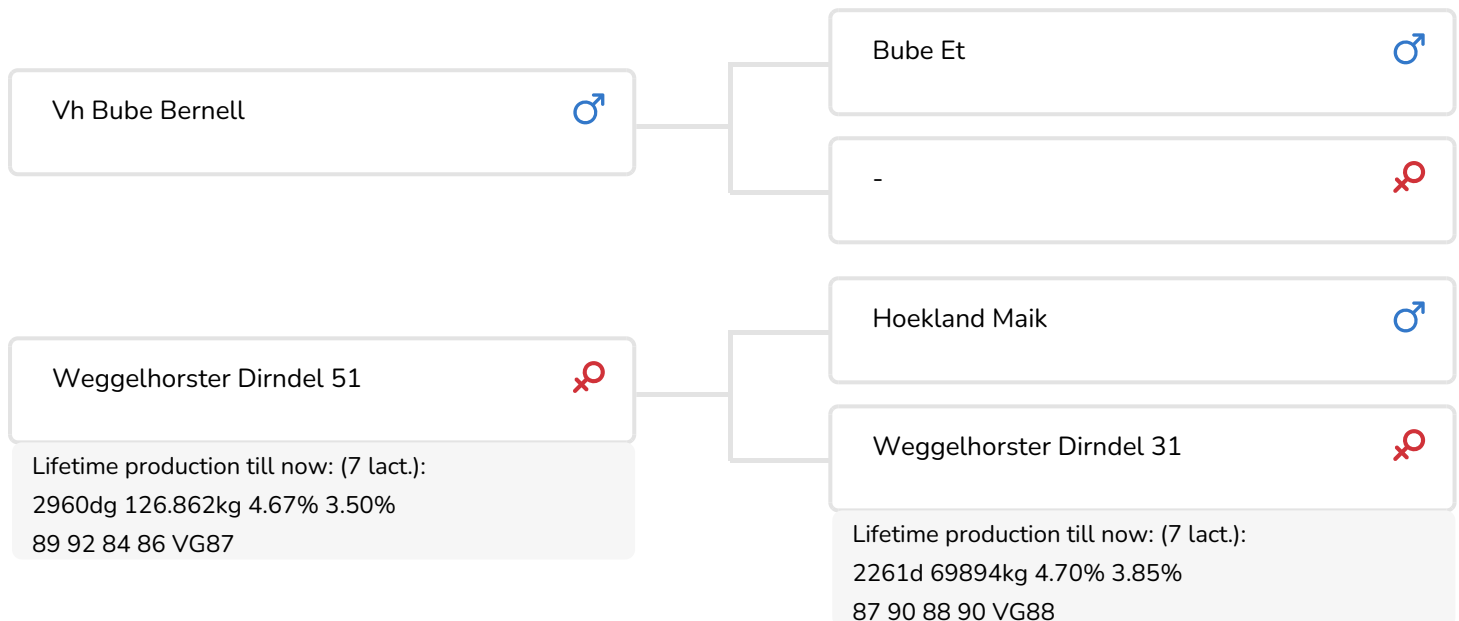 Bube Et
Vh Bube Bernell
-
Hoekland Maik
Weggelhorster Dirndel 51
Lifetime production till now: (7 lact.):
2960dg 126.862kg 4.67% 3.50%
89 92 84 86 VG87
Weggelhorster Dirndel 31
Lifetime production till now: (7 lact.):
2261d 69894kg 4.70% 3.85%
87 90 88 90 VG88